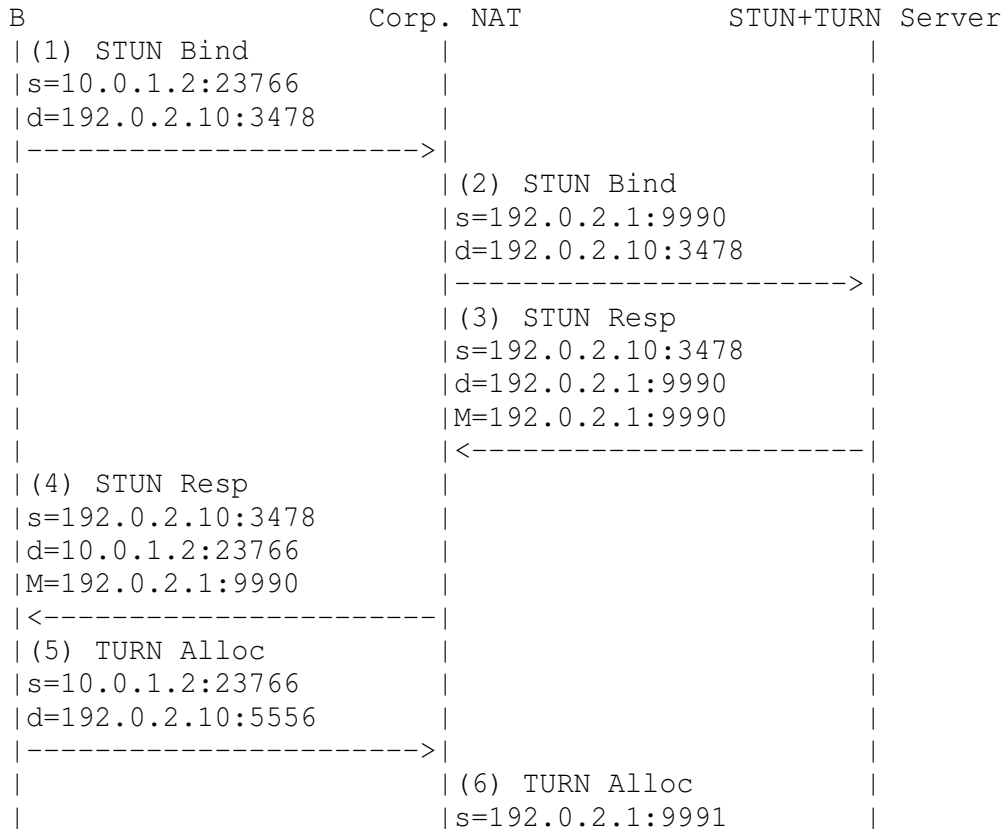 B                    Corp. NAT            STUN+TURN Server
|(1) STUN Bind           |                        |
|s=10.0.1.2:23766        |                        |
|d=192.0.2.10:3478       |                        |
|----------------------->|                        |
|                        |(2) STUN Bind           |
|                        |s=192.0.2.1:9990        |
|                        |d=192.0.2.10:3478       |
|                        |----------------------->|
|                        |(3) STUN Resp           |
|                        |s=192.0.2.10:3478       |
|                        |d=192.0.2.1:9990        |
|                        |M=192.0.2.1:9990        |
|                        |<-----------------------|
|(4) STUN Resp           |                        |
|s=192.0.2.10:3478       |                        |
|d=10.0.1.2:23766        |                        |
|M=192.0.2.1:9990        |                        |
|<-----------------------|                        |
|(5) TURN Alloc          |                        |
|s=10.0.1.2:23766        |                        |
|d=192.0.2.10:5556       |                        |
|----------------------->|                        |
|                        |(6) TURN Alloc          |
|                        |s=192.0.2.1:9991        |